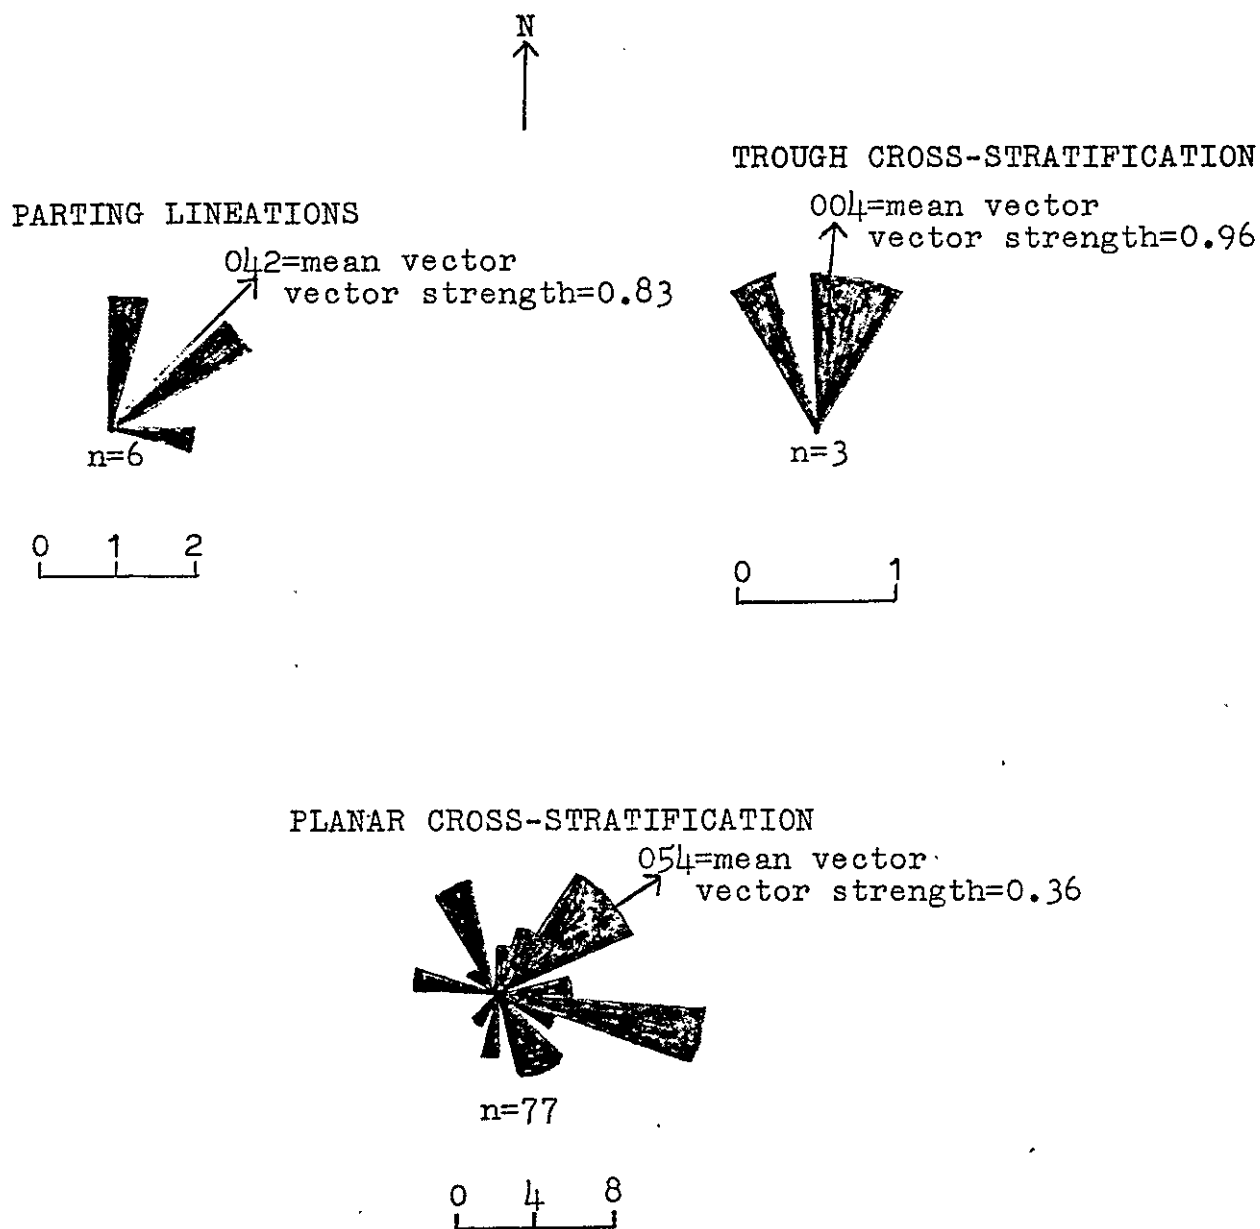 N
TROUGH CROSS-STRATIFICATION
004=mean vector
vector strength=0.96
n=3
0 1
PARTING LINEATIONS
042=mean vector
vector strength=0.83
n=6
0 1 2
PLANAR CROSS-STRATIFICATION
054=mean vector
vector strength=0.36
n=77
0 4 8